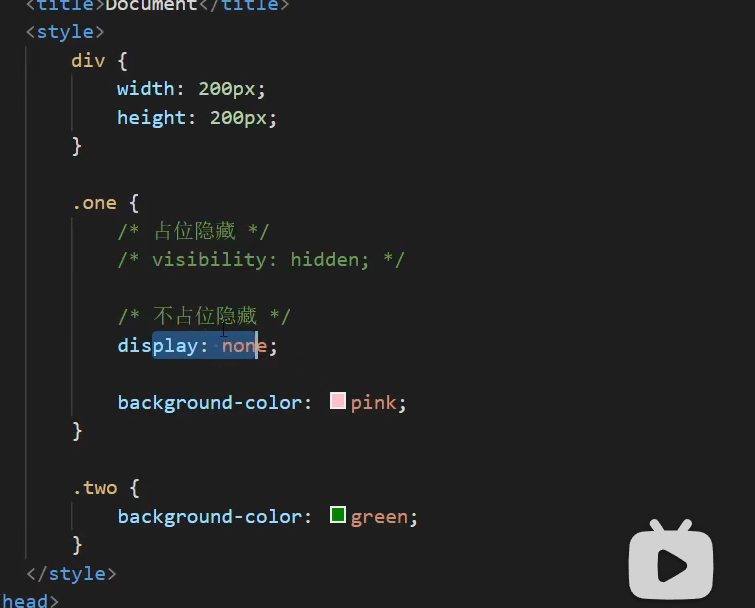 <title>Document</title>
<style>
div {
width: 200px;
height: 200px;
}
.one {
/* 占位隐藏 */
/* visibility: hidden; */
/* 不占位隐藏 */
display: none;
background-color: pink;
}
.two {
background-color: green;
}
</style>
head>